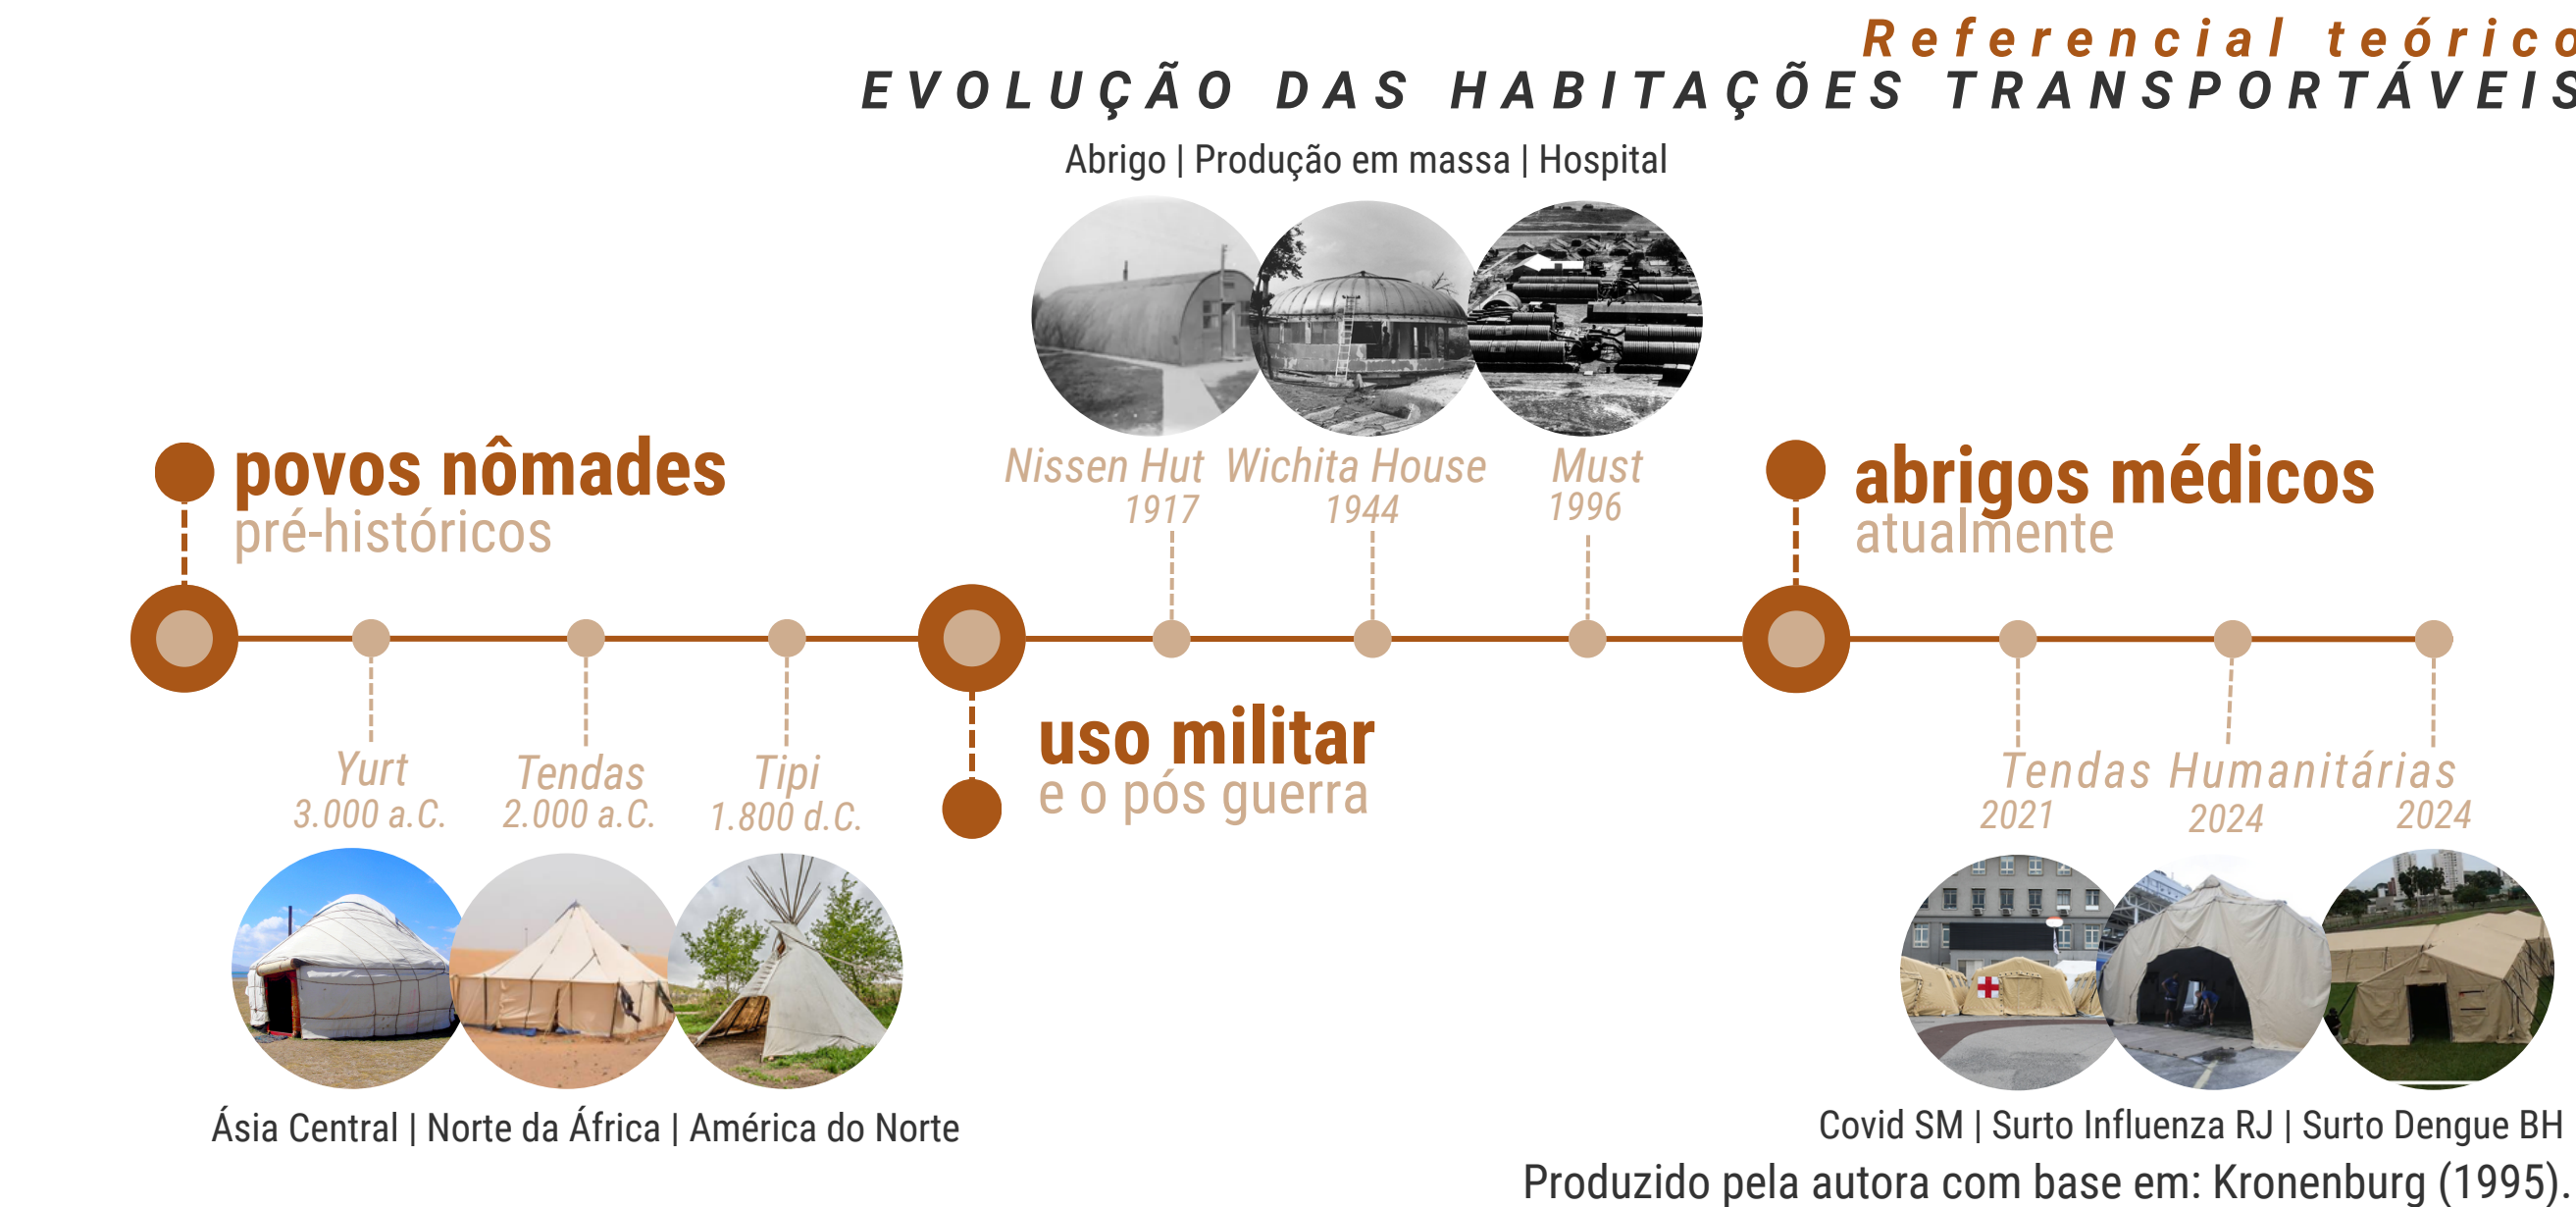 Referencial teórico
EVOLUÇÃO DAS HABITAÇÕES TRANSPORTÁVEIS
Abrigo | Produção em massa | Hospital
Nissen Hut
1917
Wichita House
1944
Must
1996
povos nômades
pré-históricos
abrigos médicos
atualmente
Yurt
3.000 a.C.
Tendas
2.000 a.C.
Tipi
1.800 d.C.
uso militar
e o pós guerra
Tendas Humanitárias
2021
2024
2024
Ásia Central | Norte da África | América do Norte
Covid SM | Surto Influenza RJ | Surto Dengue BH
Produzido pela autora com base em: Kronenburg (1995).